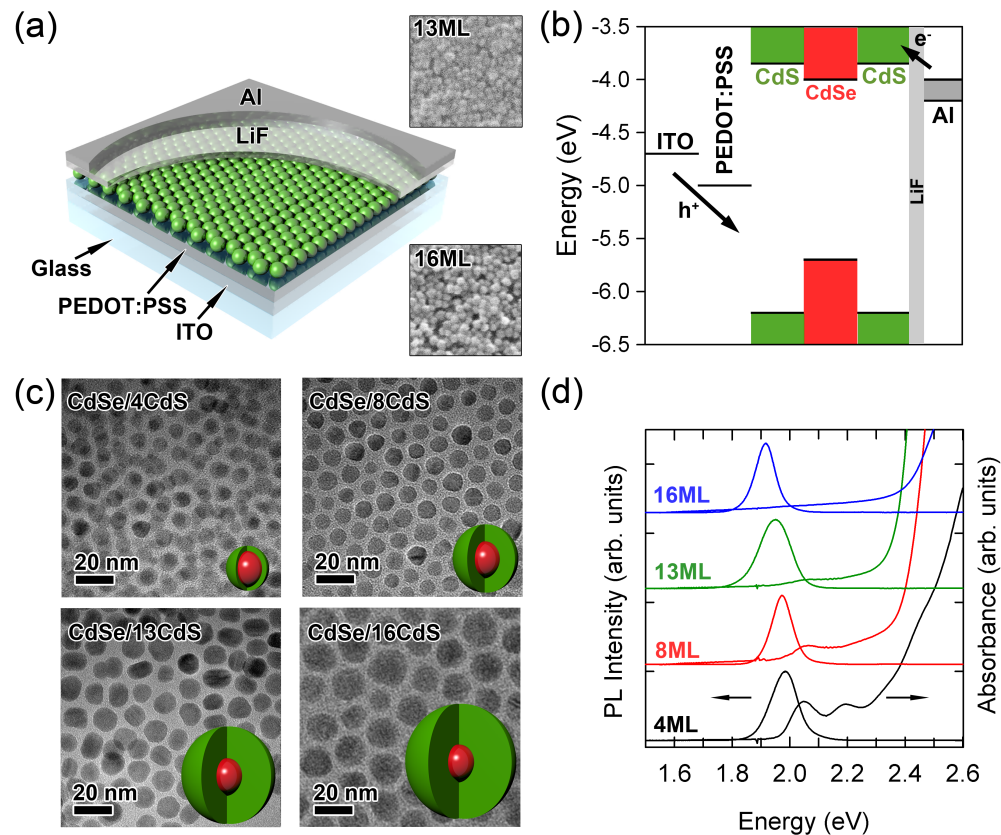 (a)
13ML
Al
LiF
Glass
PEDOT:PSS
ITO
16ML
(b)
Energy (eV)
-3.5
-4.0
-4.5
-5.0
-5.5
-6.0
-6.5
ITO
PEDOT:PSS
h+
CdS
CdSe
CdS
e-
LiF
Al
(c)
CdSe/4CdS
20 nm
CdSe/8CdS
20 nm
CdSe/13CdS
20 nm
CdSe/16CdS
20 nm
(d)
PL Intensity (arb. units)
Absorbance (arb. units)
16ML
13ML
8ML
4ML
1.6 1.8 2.0 2.2 2.4 2.6
Energy (eV)